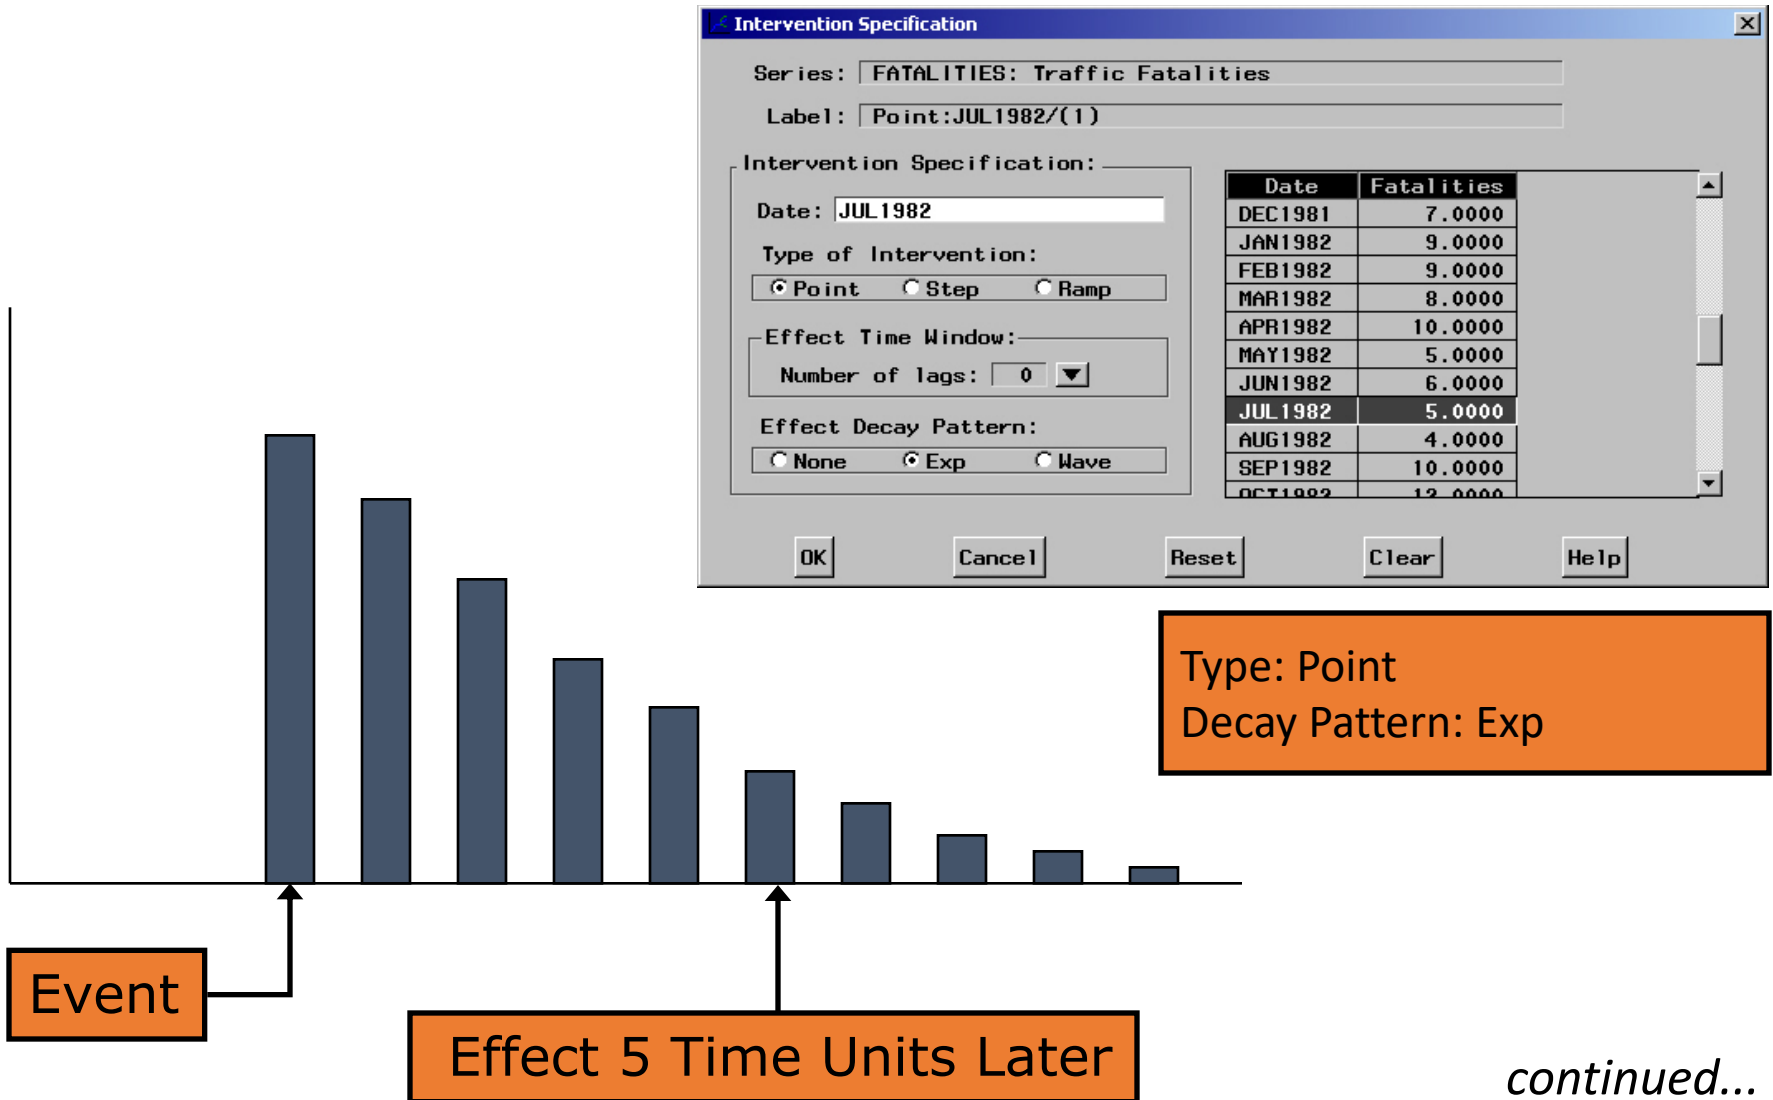 Intervention Specification
Series: FATALITIES: Traffic Fatalities
Label: Point:JUL1982/(1)
Intervention Specification:
Date: JUL1982
Type of Intervention:
Point Step Ramp
Effect Time Window:
Number of lags: 0
Effect Decay Pattern:
None Exp Wave
Date Fatalities
DEC1981 7.0000
JAN1982 9.0000
FEB1982 9.0000
MAR1982 8.0000
APR1982 10.0000
MAY1982 5.0000
JUN1982 6.0000
JUL1982 5.0000
AUG1982 4.0000
SEP1982 10.0000
OCT1982 12.0000
OK Cancel Reset Clear Help
Type: Point
Decay Pattern: Exp
Event
Effect 5 Time Units Later
continued...